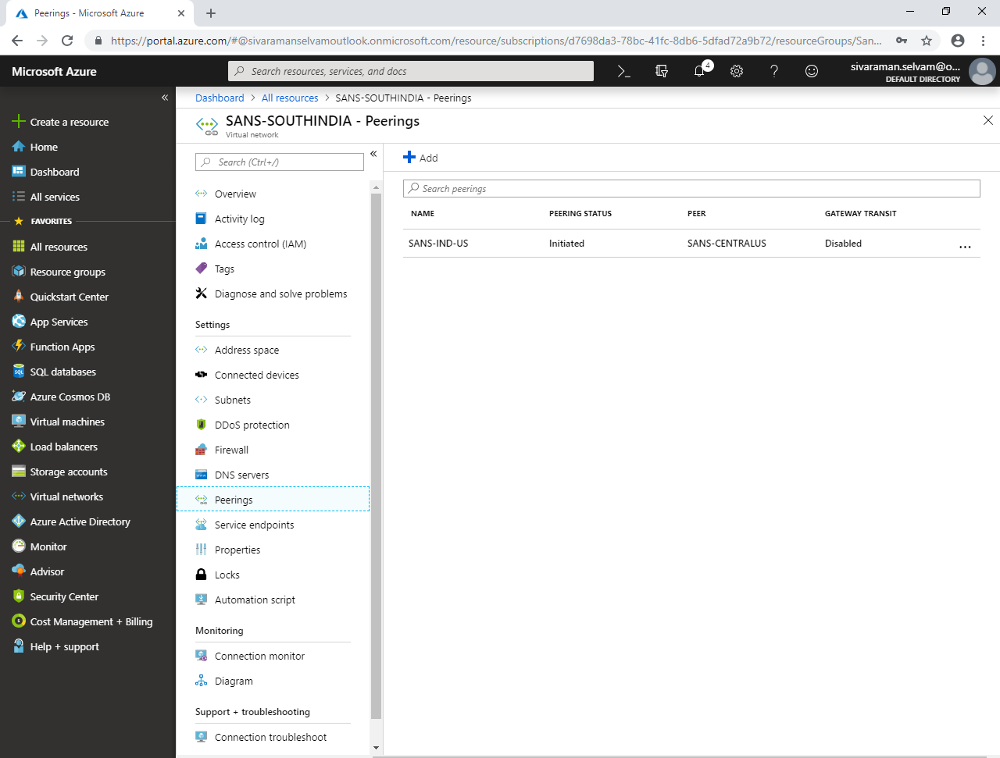 Peerings - Microsoft Azure
https://portal.azure.com/#@sivaramanselvamoutlook.onmicrosoft.com/resource/subscriptions/d7698da3-78bc-41fc-8db6-5dfad72a9b72/resourceGroups/San...
Microsoft Azure
Search resources, services, and docs
4
sivaraman.selvam@o...
DEFAULT DIRECTORY
Create a resource
Home
Dashboard
All services
FAVORITES
All resources
Resource groups
Quickstart Center
App Services
Function Apps
SQL databases
Azure Cosmos DB
Virtual machines
Load balancers
Storage accounts
Virtual networks
Azure Active Directory
Monitor
Advisor
Security Center
Cost Management + Billing
Help + support
Dashboard > All resources > SANS-SOUTHINDIA - Peerings
SANS-SOUTHINDIA - Peerings
Virtual network
Search (Ctrl+/)
Overview
Activity log
Access control (IAM)
Tags
Diagnose and solve problems
Settings
Address space
Connected devices
Subnets
DDoS protection
Firewall
DNS servers
Peerings
Service endpoints
Properties
Locks
Automation script
Monitoring
Connection monitor
Diagram
Support + troubleshooting
Connection troubleshoot
Add
Search peerings
NAME PEERING STATUS PEER GATEWAY TRANSIT
SANS-IND-US Initiated SANS-CENTRALUS Disabled ...